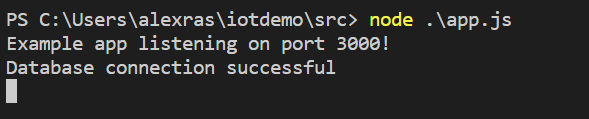 PS C:\Users\alexras\iotdemo\src> node .\app.js
Example app listening on port 3000!
Database connection successful